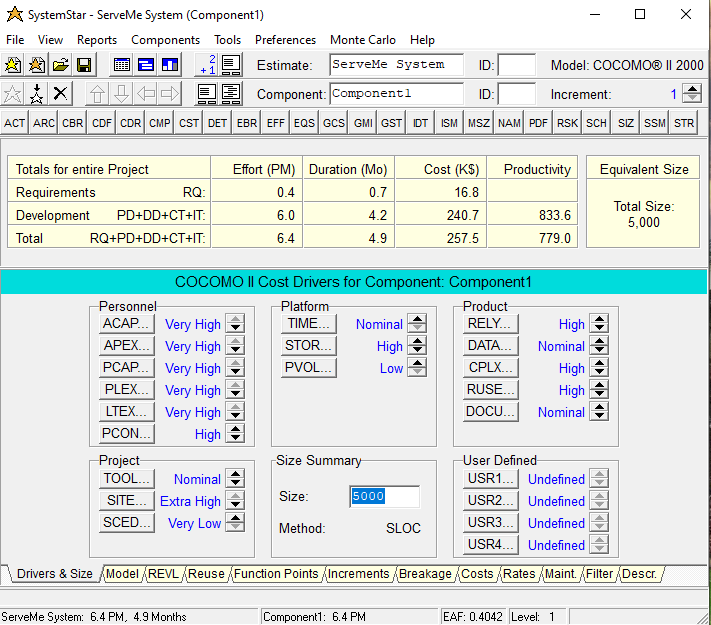 SystemStar - ServeMe System (Component1)
File View Reports Components Tools Preferences Monte Carlo Help
2 +1 Estimate: ServeMe System ID: Model: COCOMO® II 2000
Component: Component1 ID: Increment: 1
ACT ARC CBR CDF CDR CMP CST DET EBR EFF EQS GCS GMI GST IDT ISM MSZ NAM PDF RSK SCH SIZ SSM STR
Totals for entire Project Effort (PM) Duration (Mo) Cost (K$) Productivity Equivalent Size
Requirements RQ: 0.4 0.7 16.8
Total Size:
Development PD+DD+CT+IT: 6.0 4.2 240.7 833.6
5,000
Total RQ+PD+DD+CT+IT: 6.4 4.9 257.5 779.0
COCOMO II Cost Drivers for Component: Component1
Personnel
ACAP... Very High
APEX... Very High
PCAP... Very High
PLEX... Very High
LTEX... Very High
PCON... High
Platform
TIME... Nominal
STOR... High
PVOL... Low
Product
RELY... High
DATA... Nominal
CPLX... High
RUSE... High
DOCU... Nominal
Project
TOOL... Nominal
SITE... Extra High
SCED... Very Low
Size Summary
Size: 5000
Method: SLOC
User Defined
USR1... Undefined
USR2... Undefined
USR3... Undefined
USR4... Undefined
Drivers & Size Model REVL Reuse Function Points Increments Breakage Costs Rates Maint. Filter Descr.
ServeMe System: 6.4 PM, 4.9 Months Component1: 6.4 PM EAF: 0.4042 Level: 1